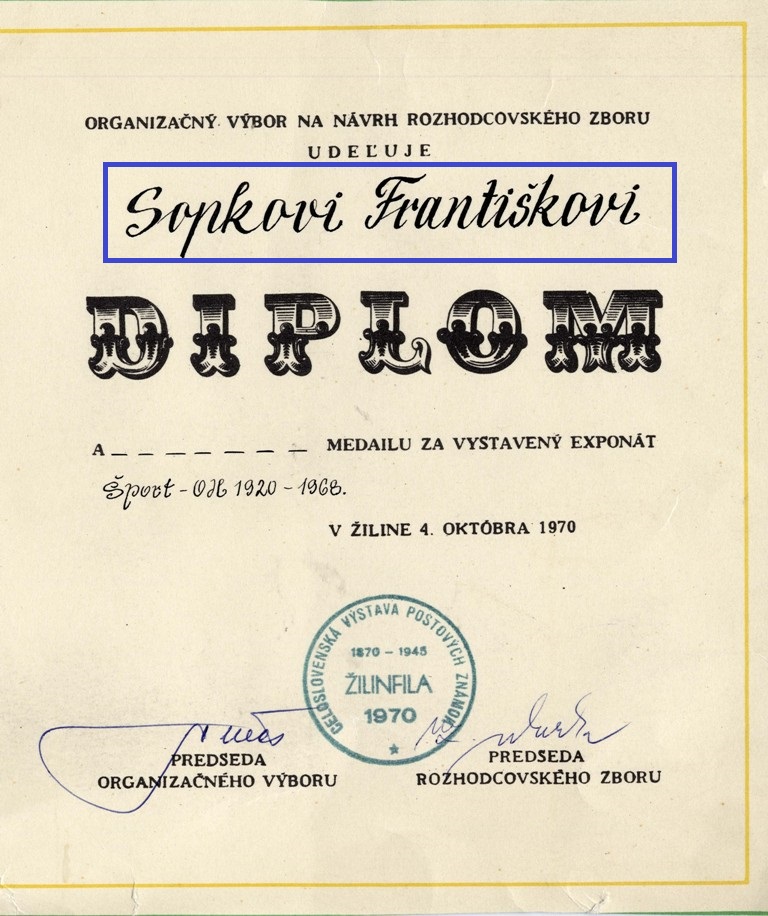 ORGANIZAČNÝ VÝBOR NA NÁVRH ROZHODCOVSKÉHO ZBORU
UDEĽUJE
Sopkovi Františkovi
DIPLOM
A _ _ _ _ _ _ _ MEDAILU ZA VYSTAVENÝ EXPONÁT
Šport - OH 1920 - 1968.
V ŽILINE 4. OKTÓBRA 1970
CELOSLOVENSKÁ VÝSTAVA POŠTOVÝCH ZNÁMOK
1870 - 1945
ŽILINFILA
1970
PREDSEDA
ORGANIZAČNÉHO VÝBORU
PREDSEDA
ROZHODCOVSKÉHO ZBORU